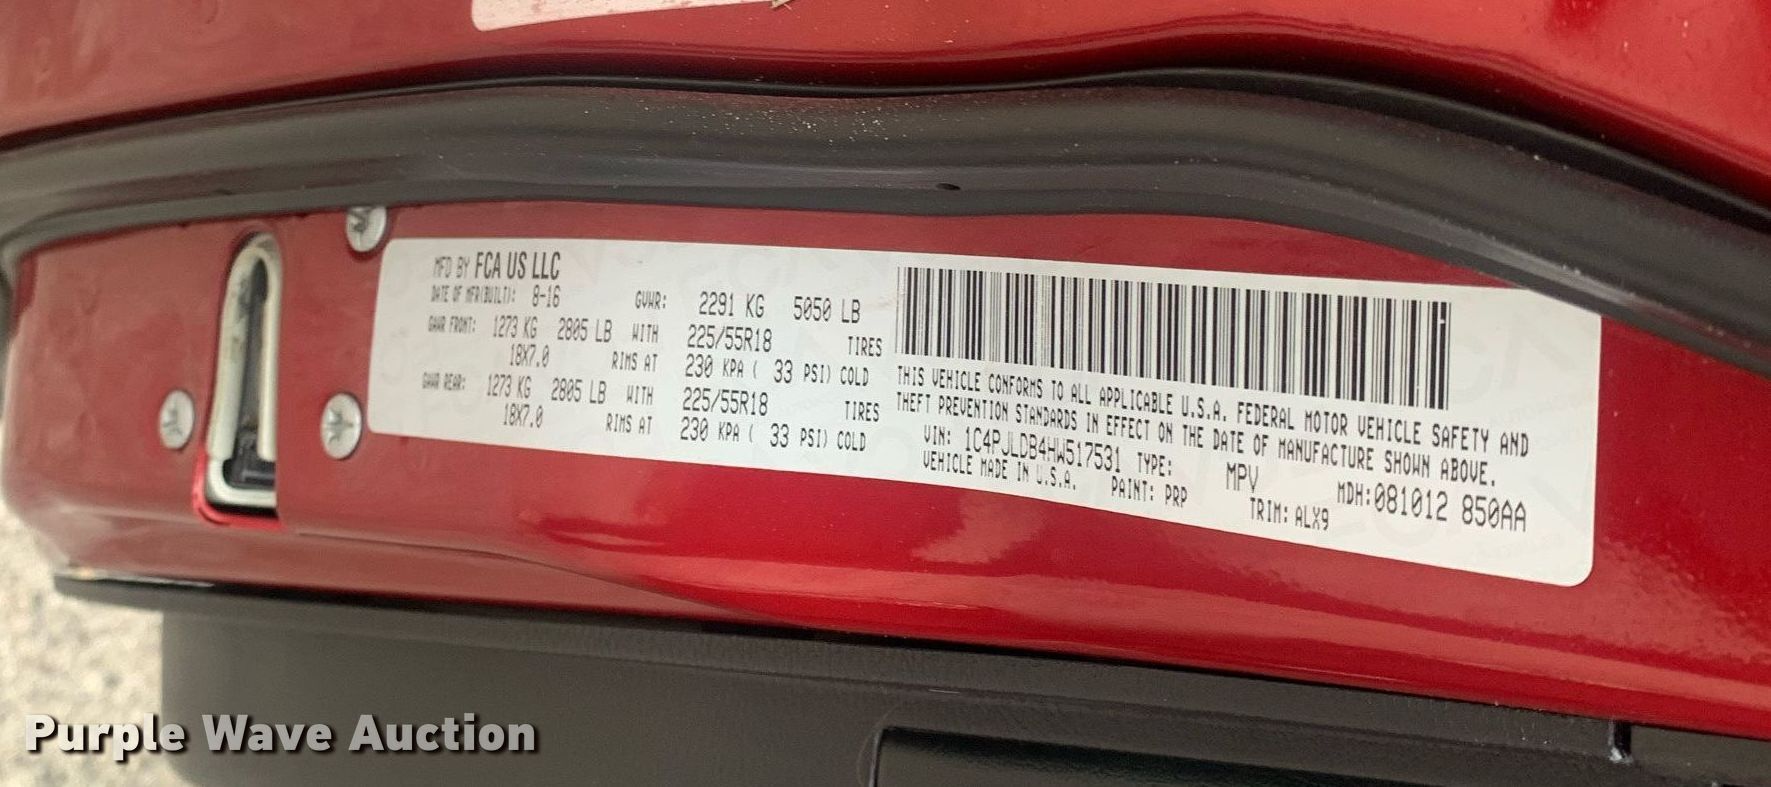 MFD BY FCA US LLC
DATE OF MFR(BUILT): 8-16 GVWR: 2291 KG 5050 LB
GAWR FRONT: 1273 KG 2805 LB WITH 225/55R18 TIRES
18X7.0 RIMS AT 230 KPA ( 33 PSI) COLD
GAWR REAR: 1273 KG 2805 LB WITH 225/55R18 TIRES
18X7.0 RIMS AT 230 KPA ( 33 PSI) COLD
THIS VEHICLE CONFORMS TO ALL APPLICABLE U.S.A. FEDERAL MOTOR VEHICLE SAFETY AND
THEFT PREVENTION STANDARDS IN EFFECT ON THE DATE OF MANUFACTURE SHOWN ABOVE.
VIN: 1C4PJLDB4HW517531 TYPE: MPV MDH:081012 850AA
VEHICLE MADE IN U.S.A. PAINT: PRP TRIM: ALX9
Purple Wave Auction